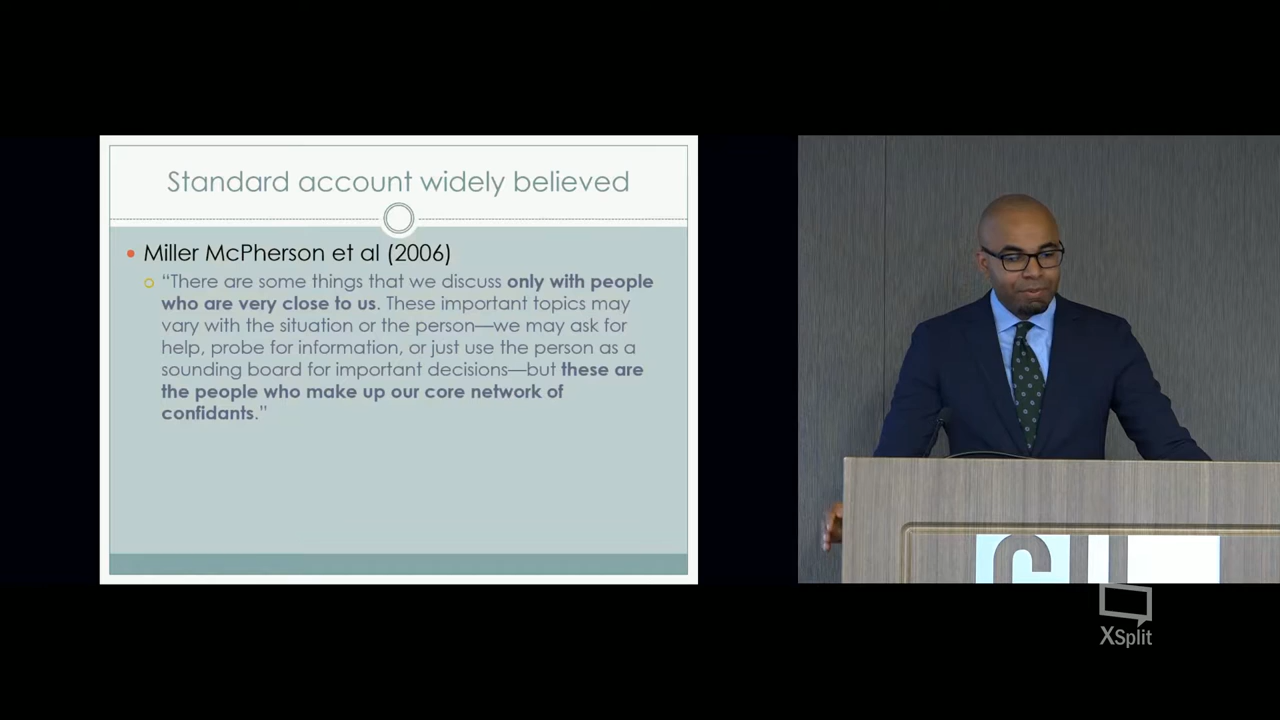 Standard account widely believed
Miller McPherson et al (2006)
“There are some things that we discuss only with people
who are very close to us. These important topics may
vary with the situation or the person—we may ask for
help, probe for information, or just use the person as a
sounding board for important decisions—but these are
the people who make up our core network of
confidants.”
XSplit